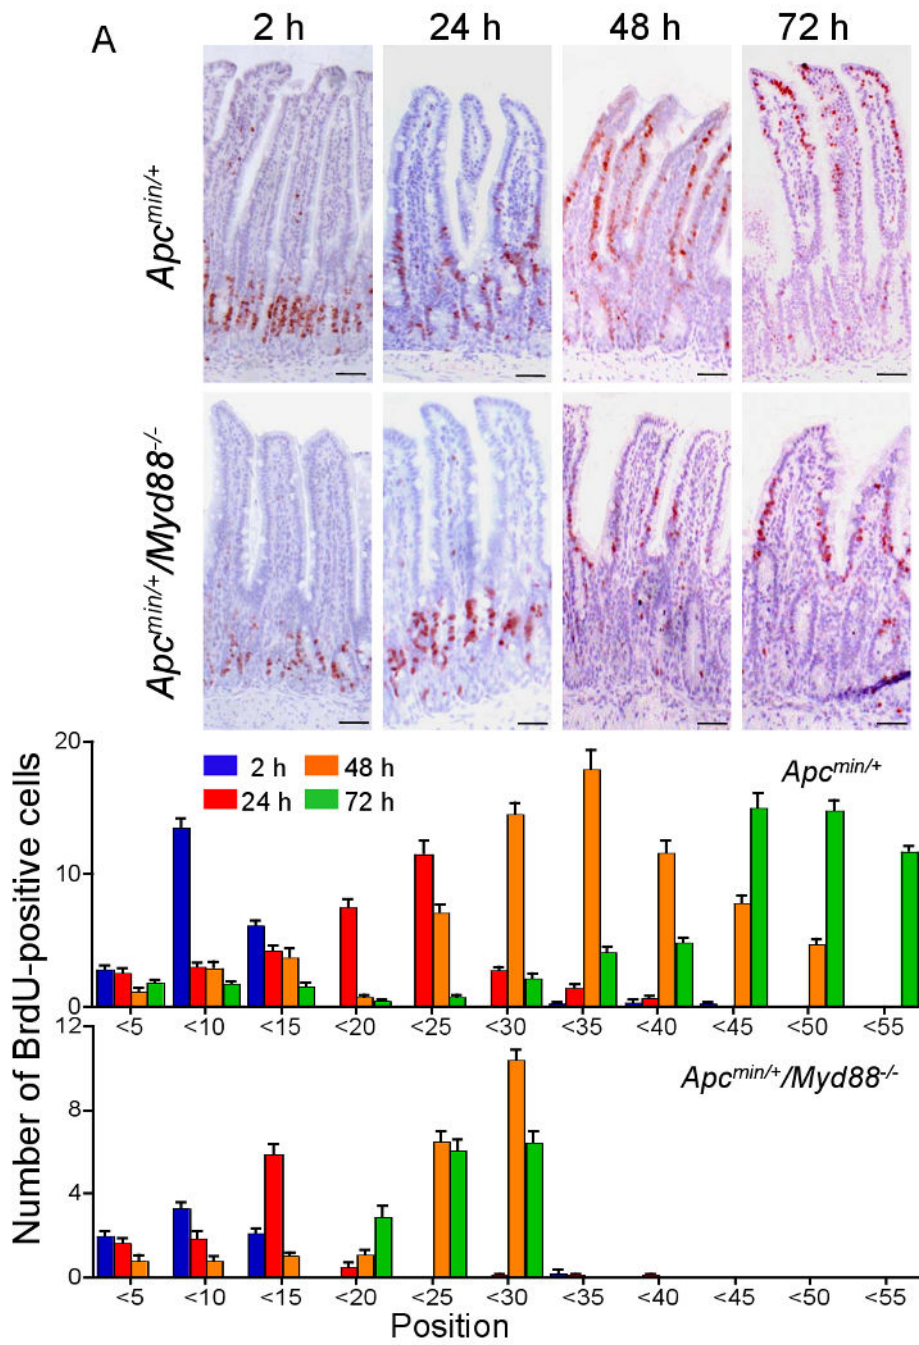 A
2 h 24 h 48 h 72 h
Apcmin/+
Apcmin/+/Myd88-/-
Number of BrdU-positive cells
20
10
0
2 h 48 h
24 h 72 h
Apcmin/+
<5 <10 <15 <20 <25 <30 <35 <40 <45 <50 <55
12
8
4
0
Apcmin/+/Myd88-/-
<5 <10 <15 <20 <25 <30 <35 <40 <45 <50 <55
Position